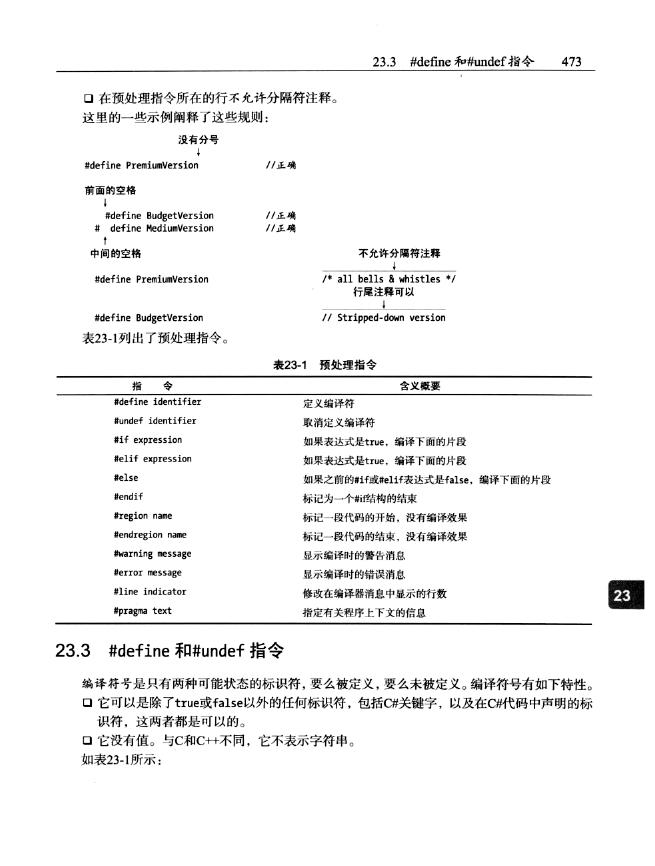 23.3 #define 和#undef 指令 473
□ 在预处理指令所在的行不允许分隔符注释。
这里的一些示例阐释了这些规则：
没有分号
↓
#define PremiumVersion //正确
前面的空格
↓
#define BudgetVersion //正确
# define MediumVersion //正确
↑
中间的空格 不允许分隔符注释
↓
#define PremiumVersion /* all bells & whistles */
行尾注释可以
↓
#define BudgetVersion // Stripped-down version
表23-1列出了预处理指令。
表23-1 预处理指令
指 令 含义概要
#define identifier 定义编译符
#undef identifier 取消定义编译符
#if expression 如果表达式是true，编译下面的片段
#elif expression 如果表达式是true，编译下面的片段
#else 如果之前的#if或#elif表达式是false，编译下面的片段
#endif 标记为一个#if结构的结束
#region name 标记一段代码的开始，没有编译效果
#endregion name 标记一段代码的结束，没有编译效果
#warning message 显示编译时的警告消息
#error message 显示编译时的错误消息
#line indicator 修改在编译器消息中显示的行数
#pragma text 指定有关程序上下文的信息
23
23.3 #define 和#undef 指令
编译符号是只有两种可能状态的标识符，要么被定义，要么未被定义。编译符号有如下特性。
□ 它可以是除了true或false以外的任何标识符，包括C#关键字，以及在C#代码中声明的标
识符，这两者都是可以的。
□ 它没有值。与C和C++不同，它不表示字符串。
如表23-1所示：